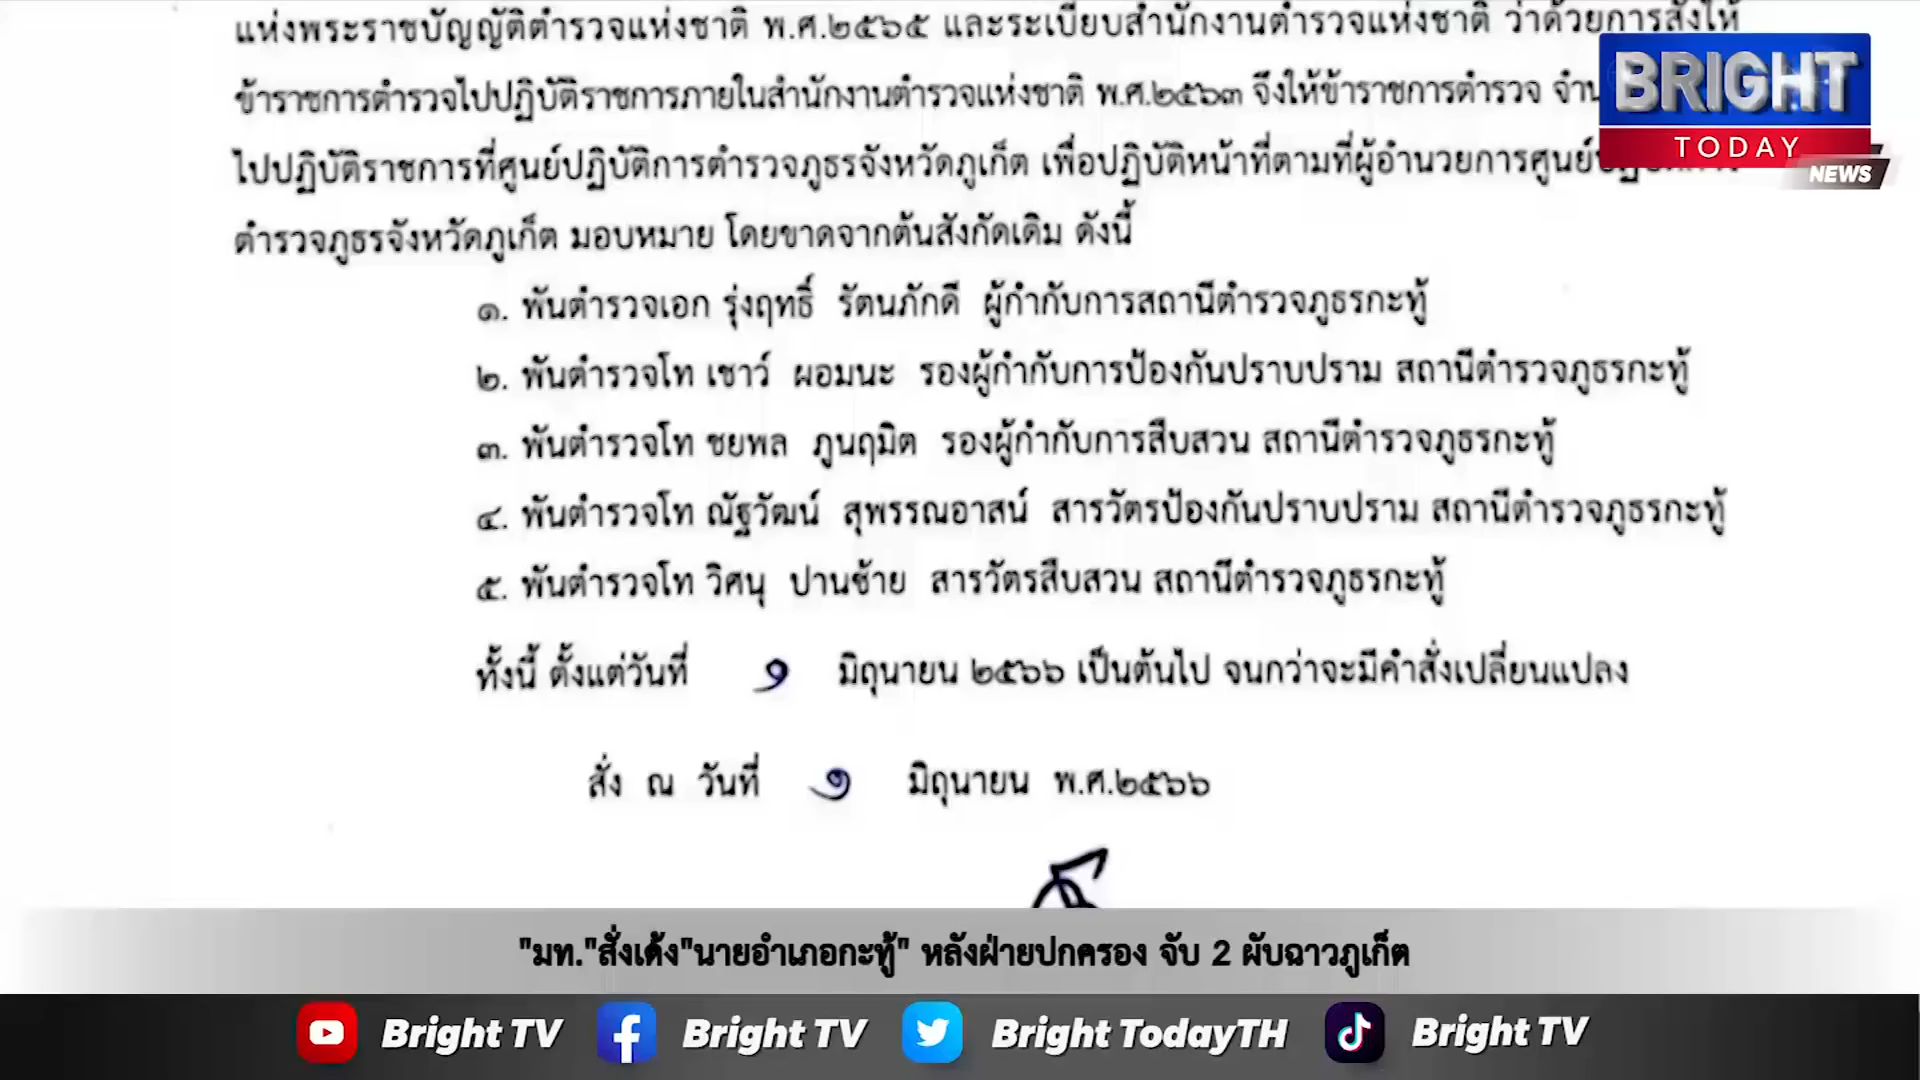 แห่งพระราชบัญญัติตำรวจแห่งชาติ พ.ศ.๒๕๖๕ และระเบียบสำนักงานตำรวจแห่งชาติ ว่าด้วยการสั่งให้
ข้าราชการตำรวจไปปฏิบัติราชการภายในสำนักงานตำรวจแห่งชาติ พ.ศ.๒๕๖๓ จึงให้ข้าราชการตำรวจ
ไปปฏิบัติราชการที่ศูนย์ปฏิบัติการตำรวจภูธรจังหวัดภูเก็ต เพื่อปฏิบัติหน้าที่ตามที่ผู้อำนวยการศูนย์
ตำรวจภูธรจังหวัดภูเก็ต มอบหมาย โดยขาดจากต้นสังกัดเดิม ดังนี้
๑. พันตำรวจเอก รุ่งฤทธิ์ รัตนภักดี ผู้กำกับการสถานีตำรวจภูธรกะทู้
๒. พันตำรวจโท เชาว์ ผอมนะ รองผู้กำกับการป้องกันปราบปราม สถานีตำรวจภูธรกะทู้
๓. พันตำรวจโท ชยพล ภูนฤมิต รองผู้กำกับการสืบสวน สถานีตำรวจภูธรกะทู้
๔. พันตำรวจโท ณัฐวัฒน์ สุพรรณอาสน์ สารวัตรป้องกันปราบปราม สถานีตำรวจภูธรกะทู้
๕. พันตำรวจโท วิศนุ ปานซ้าย สารวัตรสืบสวน สถานีตำรวจภูธรกะทู้
ทั้งนี้ ตั้งแต่วันที่ ๑ มิถุนายน ๒๕๖๖ เป็นต้นไป จนกว่าจะมีคำสั่งเปลี่ยนแปลง
สั่ง ณ วันที่ ๑ มิถุนายน พ.ศ.๒๕๖๖
BRIGHT
TODAY
NEWS
"มท."สั่งเด้ง"นายอำเภอกะทู้" หลังฝ่ายปกครอง จับ 2 ผับฉาวภูเก็ต
Bright TV Bright TV Bright TodayTH Bright TV